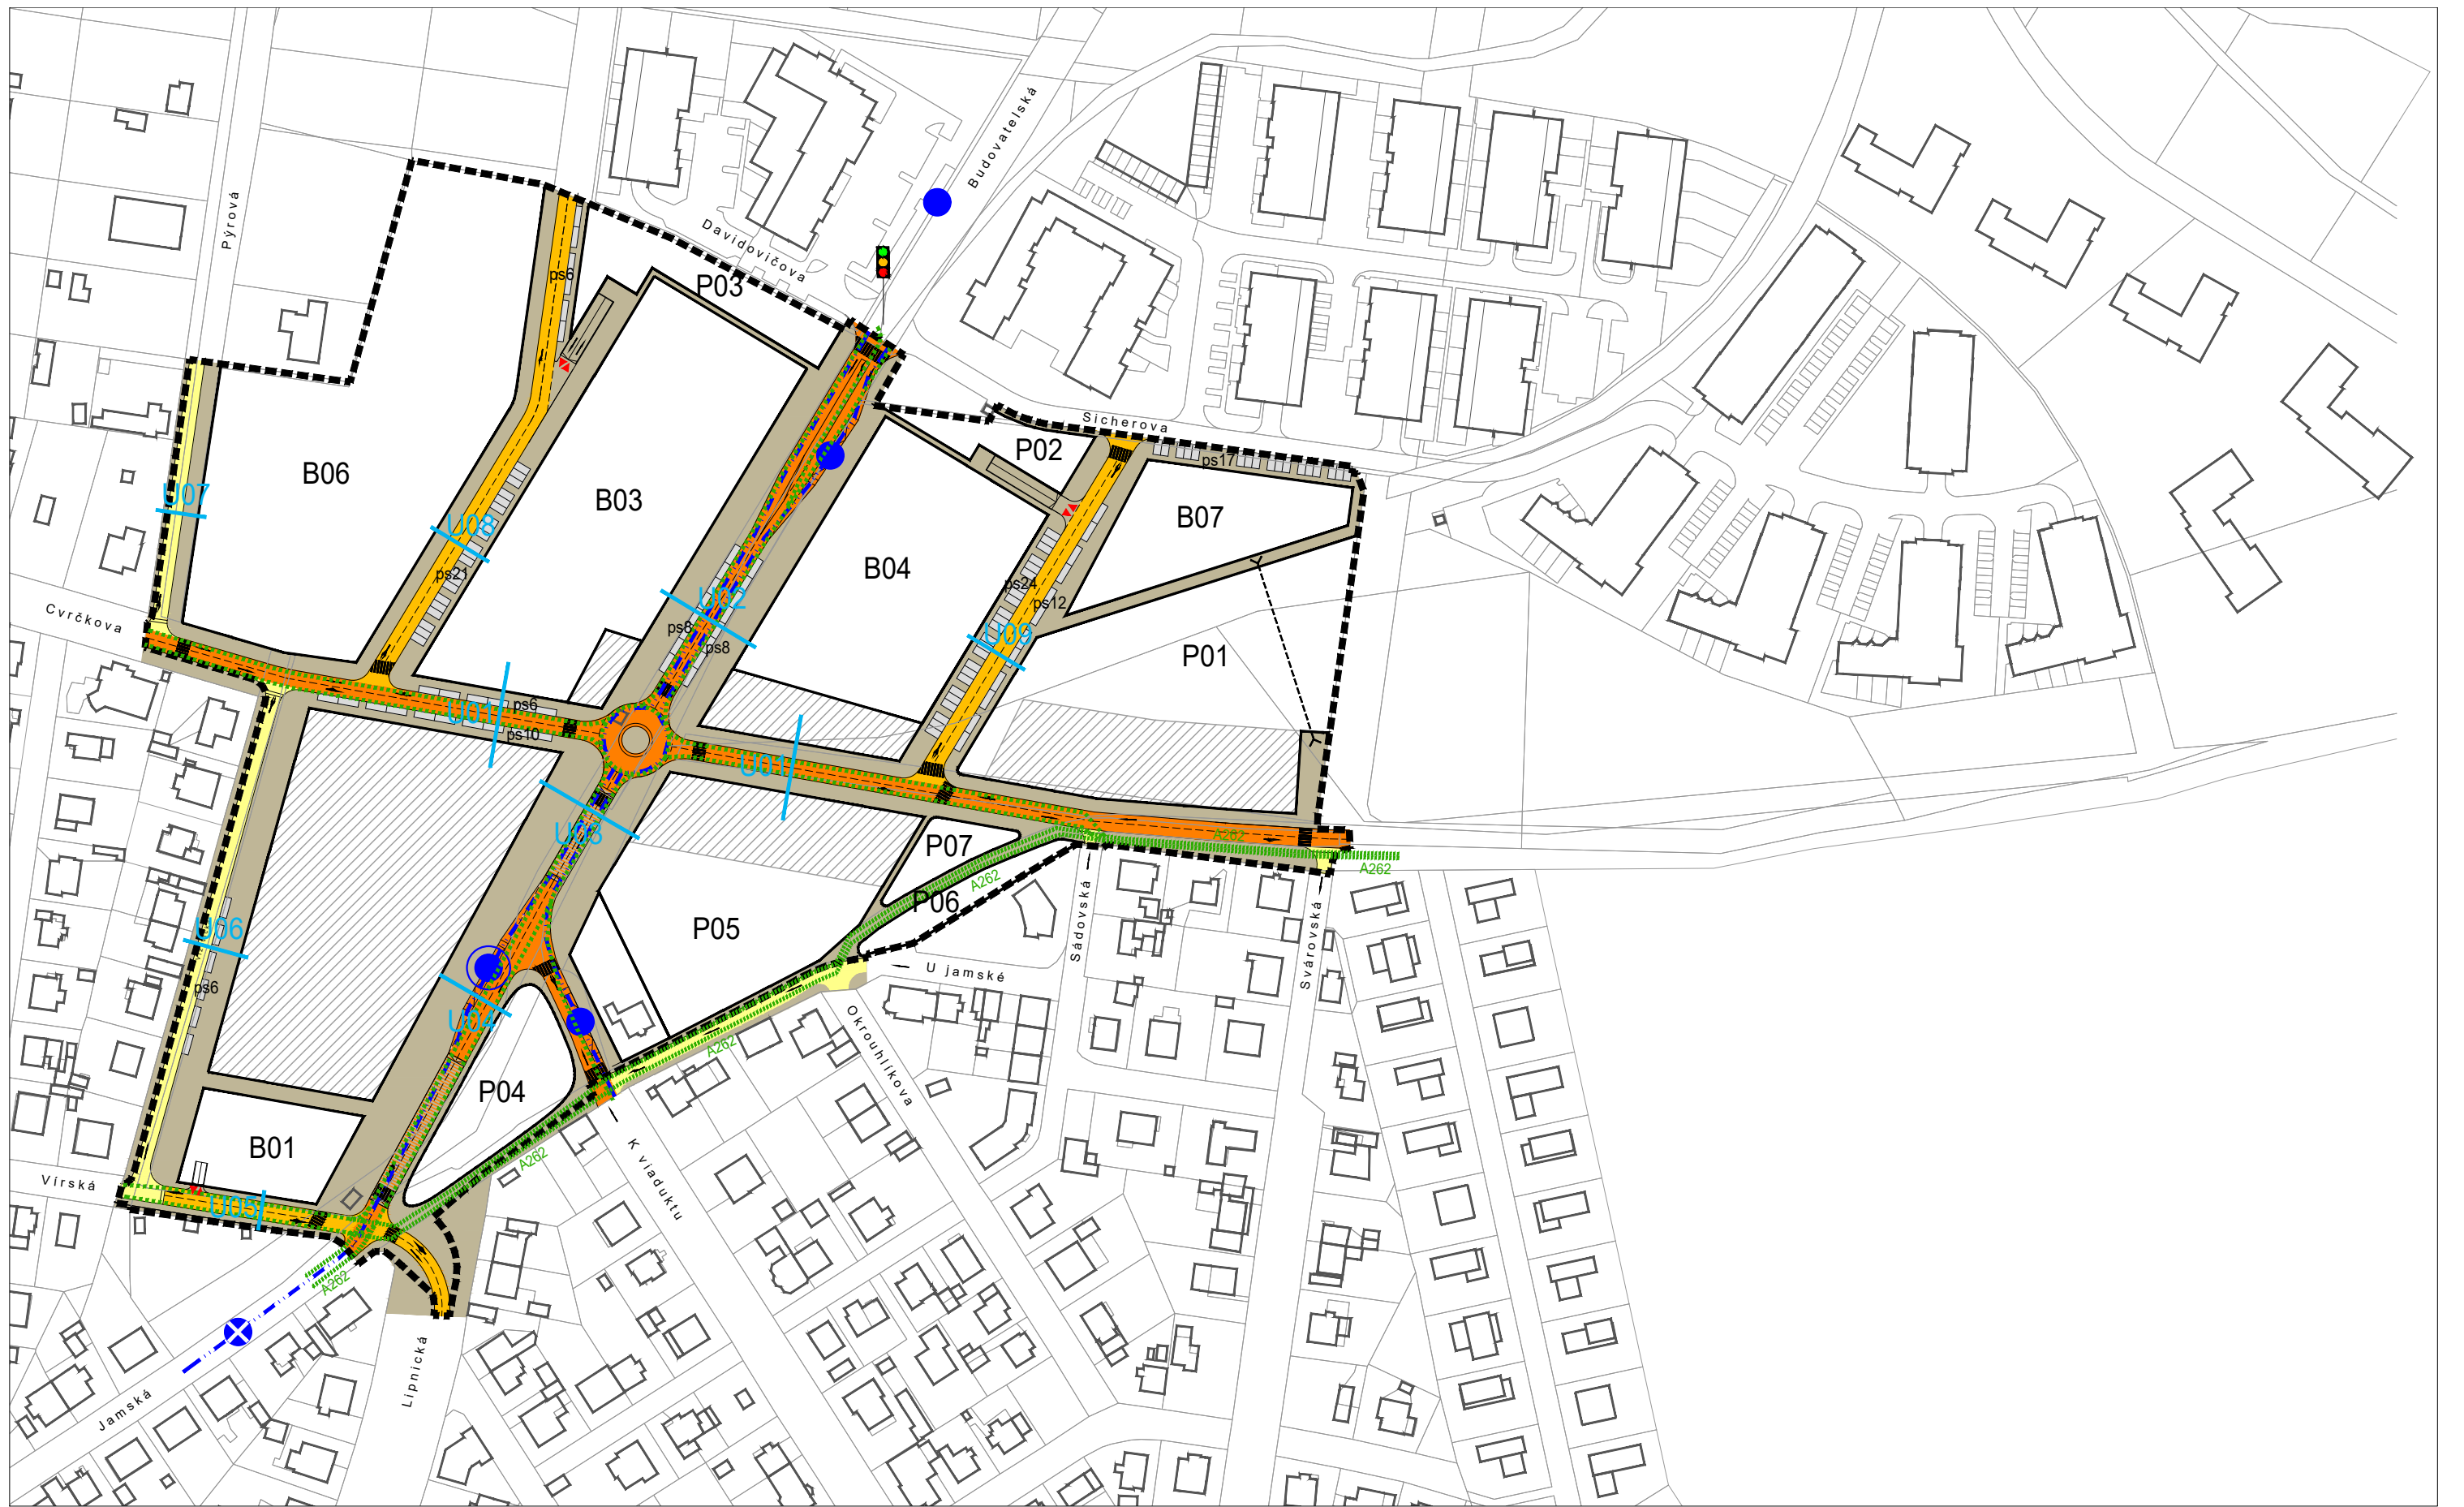 Budovatelská
Pýrová
Davidovičova
ps6
P03
Sicherova
P02
ps17
B06
B03
B07
U07
U08
B04
ps21
ps24
ps12
U02
Cvrčkova
ps8
ps8
U09
P01
ps6
U01
ps10
U01
U03
A262
P07
A262
A262
P06
P05
Sádovská
Svárovská
U06
U jamské
ps6
U04
Okrouhlíkova
A262
P04
B01
A262
K viaduktu
Vírská
U05
A262
Lipnická
Jamská